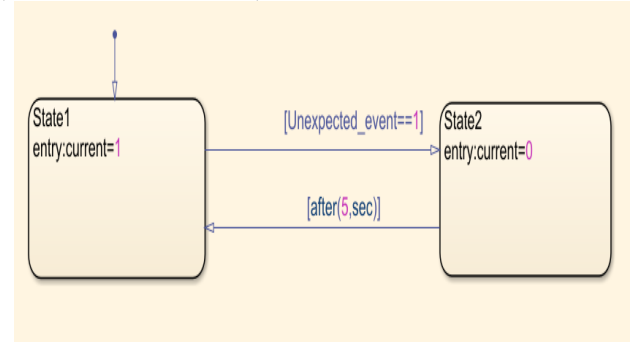 State1
entry:current=1
[Unexpected_event==1]
State2
entry:current=0
[after(5,sec)]